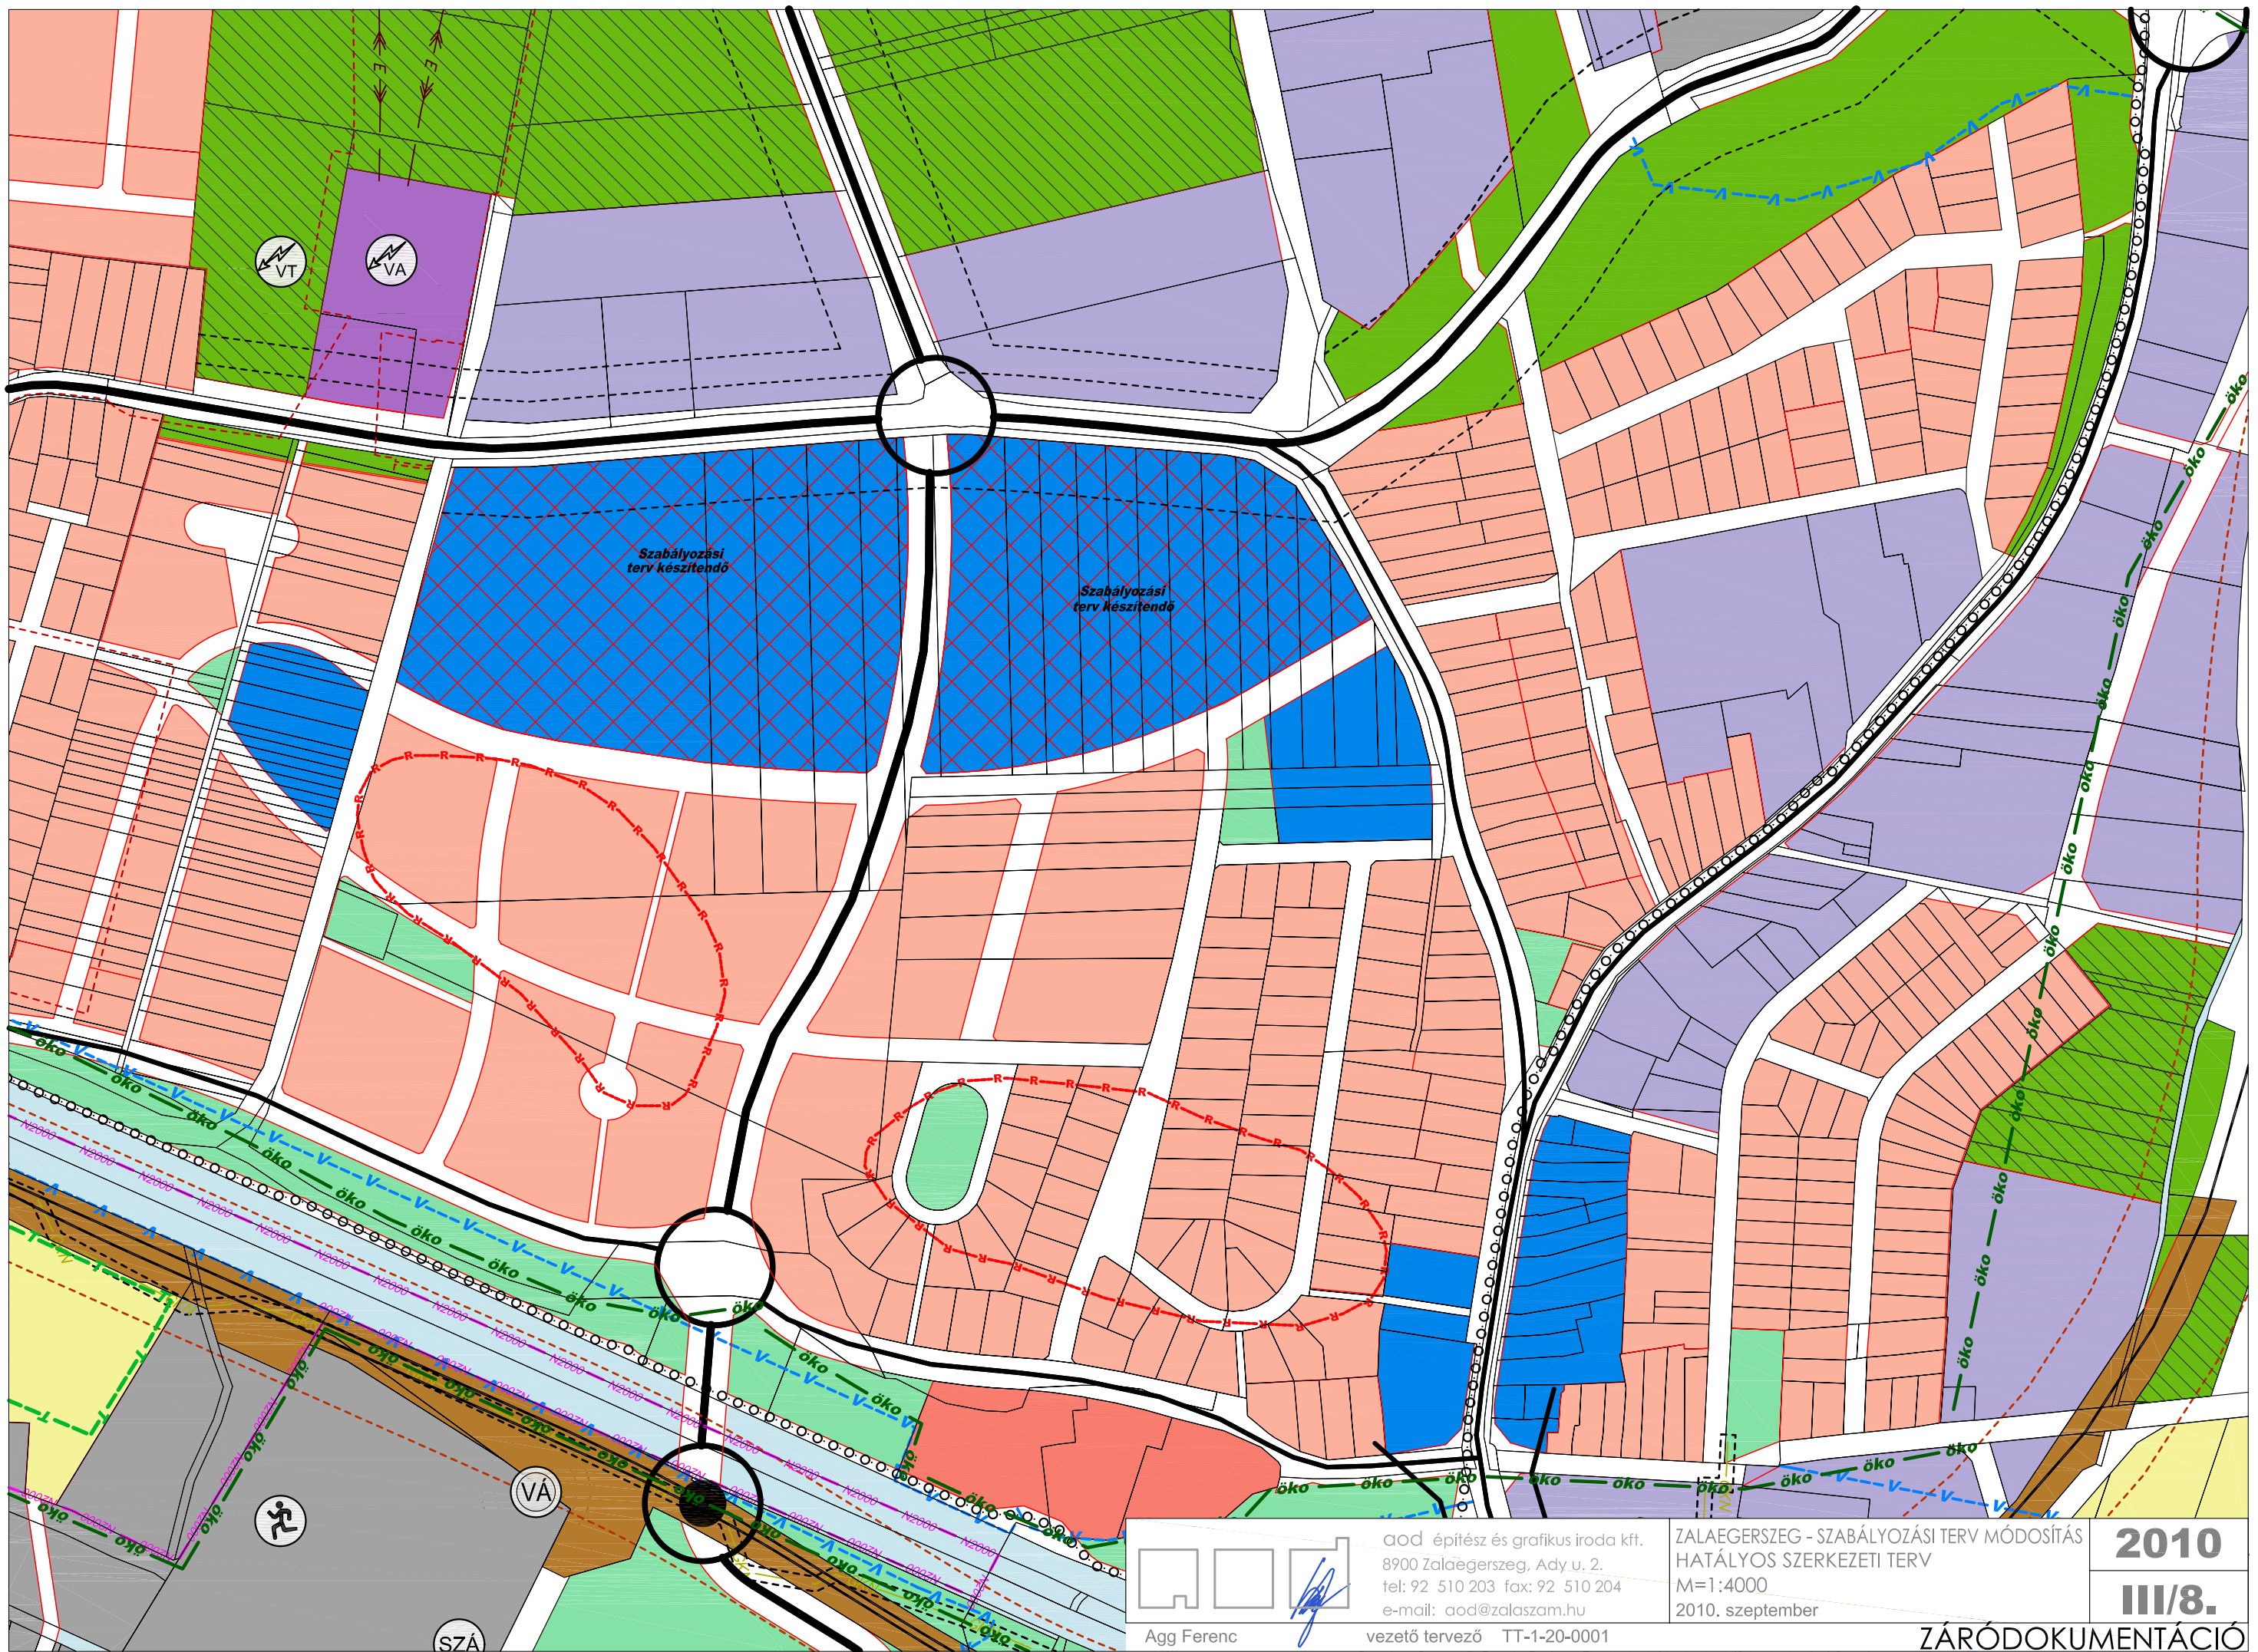 E
E
VT
VA
Szabályozási
terv készítendő
Szabályozási
terv készítendő
VÁ
SZÁ
öko
N2000
V
R
T
aod építész és grafikus iroda kft.
8900 Zalaegerszeg, Ady u. 2.
tel: 92 510 203 fax: 92 510 204
e-mail: aod@zalaszam.hu
Agg Ferenc
vezető tervező TT-1-20-0001
ZALAEGERSZEG - SZABÁLYOZÁSI TERV MÓDOSÍTÁS
HATÁLYOS SZERKEZETI TERV
M=1:4000
2010. szeptember
2010
III/8.
ZÁRÓDOKUMENTÁCIÓ